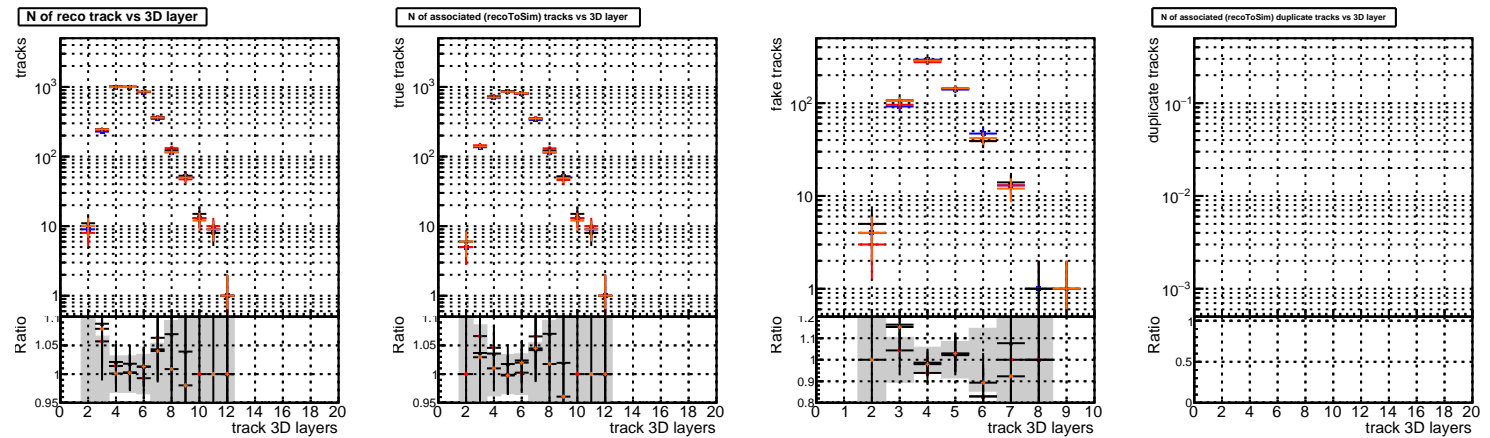 N of reco track vs 3D layer
tracks
10³
10²
10
1
Ratio
1.1
1.05
1
0.95
0 2 4 6 8 10 12 14 16 18 20
track 3D layers
N of associated (recoToSim) tracks vs 3D layer
true tracks
10³
10²
10
1
Ratio
1.1
1.05
1
0.95
0 2 4 6 8 10 12 14 16 18 20
track 3D layers
fake tracks
10²
10
1
Ratio
1.2
1.1
1
0.9
0.8
0 1 2 3 4 5 6 7 8 9 10
track 3D layers
N of associated (recoToSim) duplicate tracks vs 3D layer
duplicate tracks
10⁻¹
10⁻²
10⁻³
Ratio
1
0.5
0
0 2 4 6 8 10 12 14 16 18 20
track 3D layers